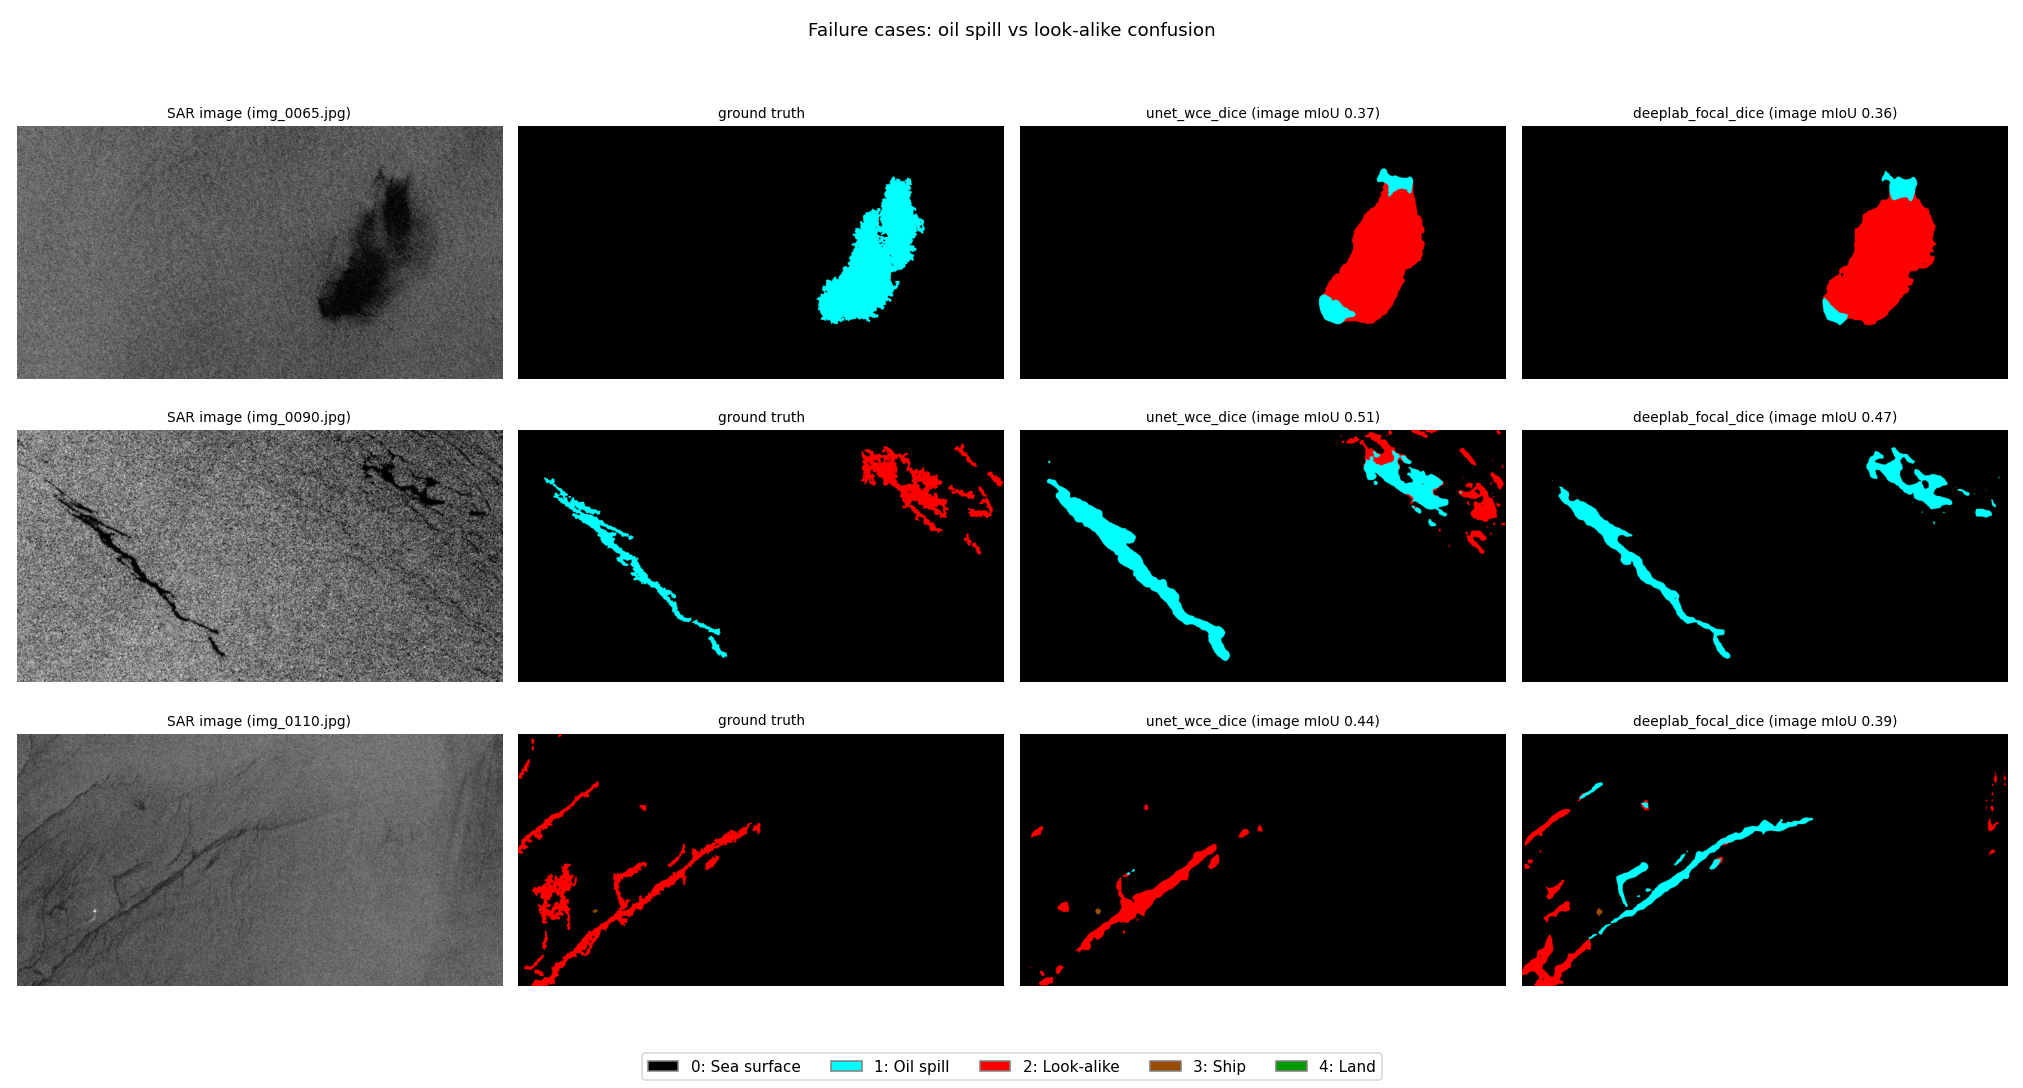 Failure cases: oil spill vs look-alike confusion
SAR image (img_0065.jpg)
ground truth
unet_wce_dice (image mIoU 0.37)
deeplab_focal_dice (image mIoU 0.36)
SAR image (img_0090.jpg)
ground truth
unet_wce_dice (image mIoU 0.51)
deeplab_focal_dice (image mIoU 0.47)
SAR image (img_0110.jpg)
ground truth
unet_wce_dice (image mIoU 0.44)
deeplab_focal_dice (image mIoU 0.39)
0: Sea surface
1: Oil spill
2: Look-alike
3: Ship
4: Land